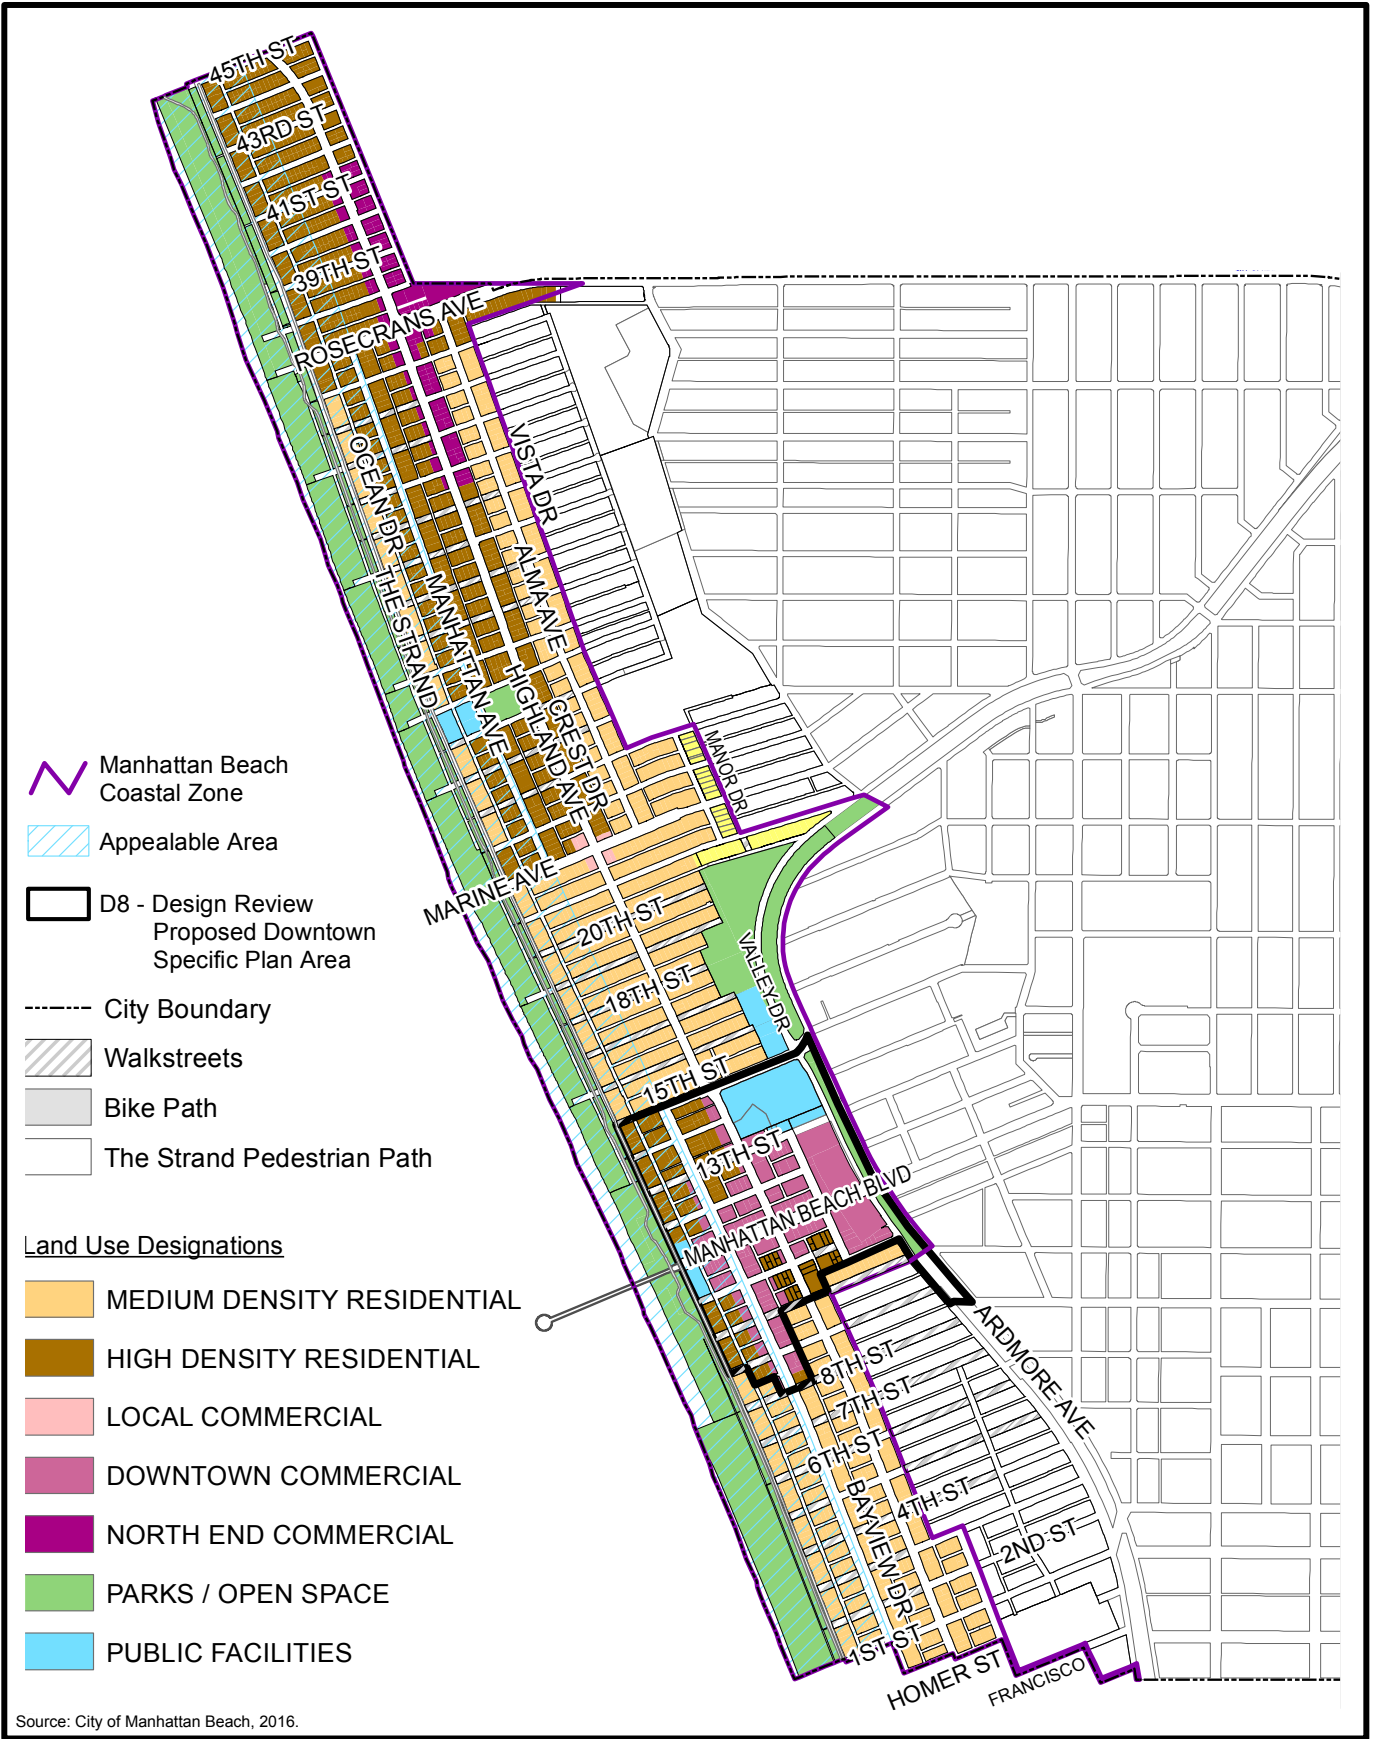 45TH ST
43RD ST
41ST ST
39TH ST
ROSECRANS AVE
VISTA DR
OCEAN DR
ALMA AVE
THE STRAND
MANHATTAN AVE
HIGHLAND AVE
CREST DR
MANOR DR
MARINE AVE
20TH ST
VALLEY DR
18TH ST
15TH ST
13TH ST
MANHATTAN BEACH BLVD
ARDMORE AVE
8TH ST
7TH ST
6TH ST
BAYVIEW DR
4TH ST
2ND ST
1ST ST
HOMER ST
FRANCISCO
Manhattan Beach
Coastal Zone
Appealable Area
D8 - Design Review
Proposed Downtown
Specific Plan Area
City Boundary
Walkstreets
Bike Path
The Strand Pedestrian Path
Land Use Designations
MEDIUM DENSITY RESIDENTIAL
HIGH DENSITY RESIDENTIAL
LOCAL COMMERCIAL
DOWNTOWN COMMERCIAL
NORTH END COMMERCIAL
PARKS / OPEN SPACE
PUBLIC FACILITIES
Source: City of Manhattan Beach, 2016.